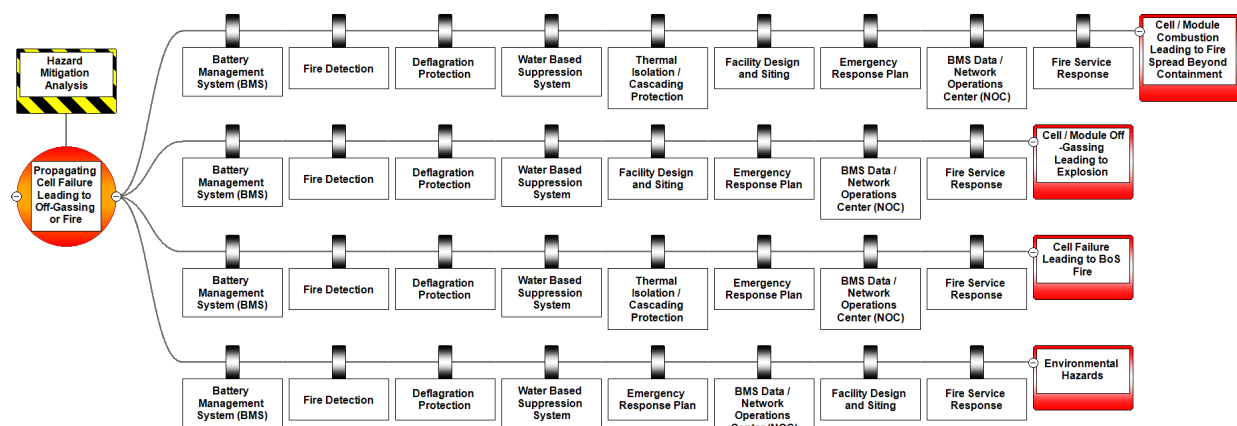 Hazard
Mitigation
Analysis
Propagating
Cell Failure
Leading to
Off-Gassing
or Fire
Battery
Management
System (BMS)
Fire Detection
Deflagration
Protection
Water Based
Suppression
System
Thermal
Isolation /
Cascading
Protection
Facility Design
and Siting
Emergency
Response Plan
BMS Data /
Network
Operations
Center (NOC)
Fire Service
Response
Cell / Module
Combustion
Leading to Fire
Spread Beyond
Containment
Battery
Management
System (BMS)
Fire Detection
Deflagration
Protection
Water Based
Suppression
System
Facility Design
and Siting
Emergency
Response Plan
BMS Data /
Network
Operations
Center (NOC)
Fire Service
Response
Cell / Module Off
-Gassing
Leading to
Explosion
Battery
Management
System (BMS)
Fire Detection
Deflagration
Protection
Water Based
Suppression
System
Thermal
Isolation /
Cascading
Protection
Emergency
Response Plan
BMS Data /
Network
Operations
Center (NOC)
Fire Service
Response
Cell Failure
Leading to BoS
Fire
Battery
Management
System (BMS)
Fire Detection
Deflagration
Protection
Water Based
Suppression
System
Emergency
Response Plan
BMS Data /
Network
Operations
Center (NOC)
Facility Design
and Siting
Fire Service
Response
Environmental
Hazards